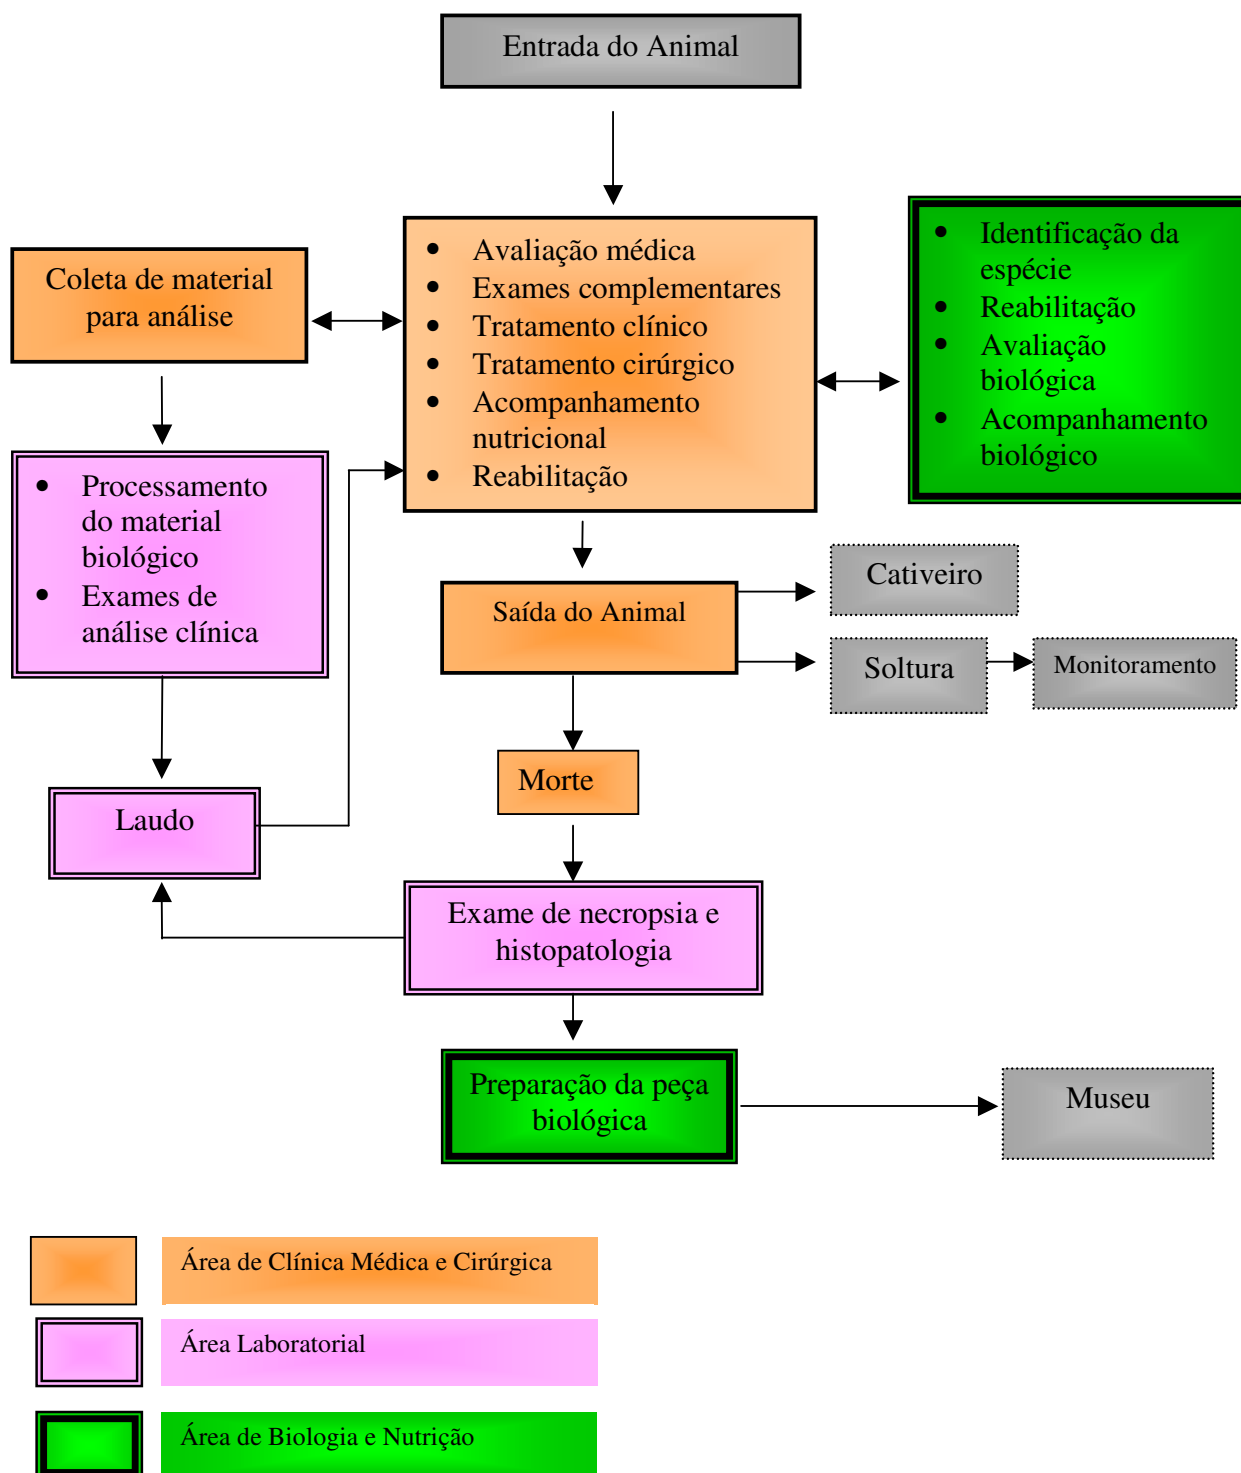 Entrada do Animal
Coleta de material
para análise
• Avaliação médica
• Exames complementares
• Tratamento clínico
• Tratamento cirúrgico
• Acompanhamento
nutricional
• Reabilitação
• Identificação da
espécie
• Reabilitação
• Avaliação
biológica
• Acompanhamento
biológico
• Processamento
do material
biológico
• Exames de
análise clínica
Saída do Animal
Cativeiro
Soltura
Monitoramento
Morte
Laudo
Exame de necropsia e
histopatologia
Preparação da peça
biológica
Museu
Área de Clínica Médica e Cirúrgica
Área Laboratorial
Área de Biologia e Nutrição